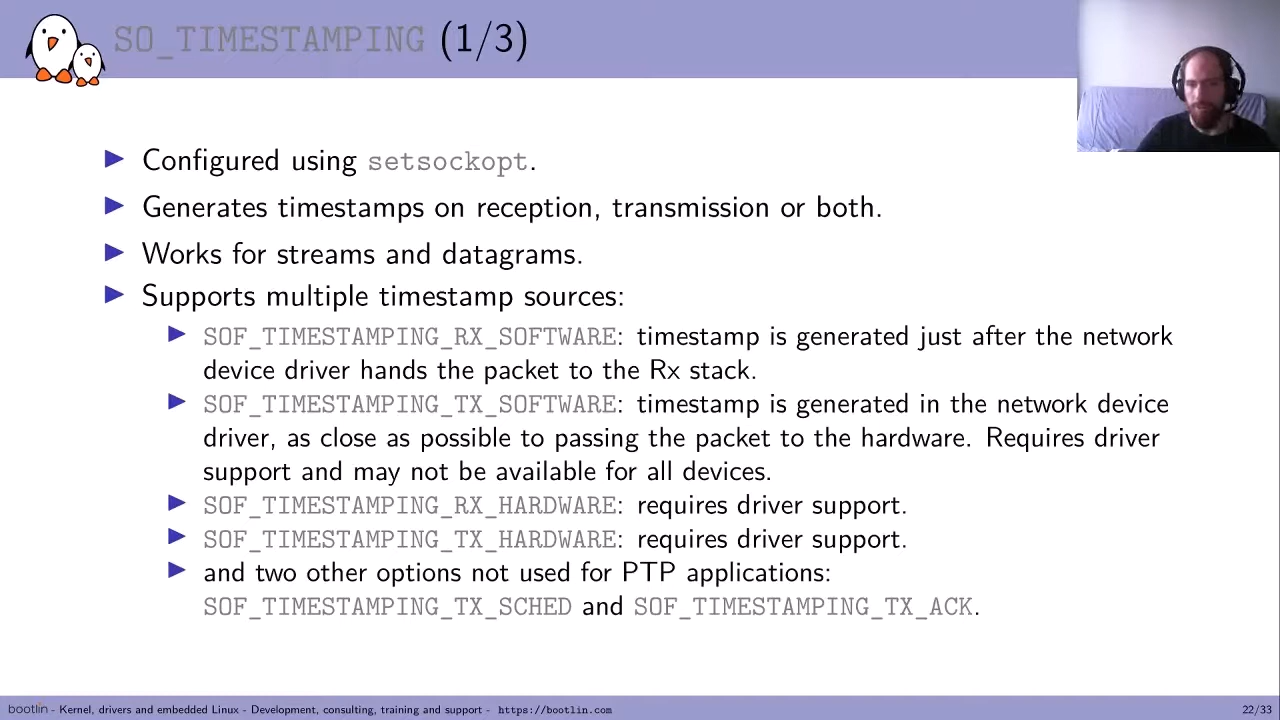 SO_TIMESTAMPING (1/3)
Configured using setsockopt.
Generates timestamps on reception, transmission or both.
Works for streams and datagrams.
Supports multiple timestamp sources:
SOF_TIMESTAMPING_RX_SOFTWARE: timestamp is generated just after the network
device driver hands the packet to the Rx stack.
SOF_TIMESTAMPING_TX_SOFTWARE: timestamp is generated in the network device
driver, as close as possible to passing the packet to the hardware. Requires driver
support and may not be available for all devices.
SOF_TIMESTAMPING_RX_HARDWARE: requires driver support.
SOF_TIMESTAMPING_TX_HARDWARE: requires driver support.
and two other options not used for PTP applications:
SOF_TIMESTAMPING_TX_SCHED and SOF_TIMESTAMPING_TX_ACK.
bootlin - Kernel, drivers and embedded Linux - Development, consulting, training and support - https://bootlin.com 22/33